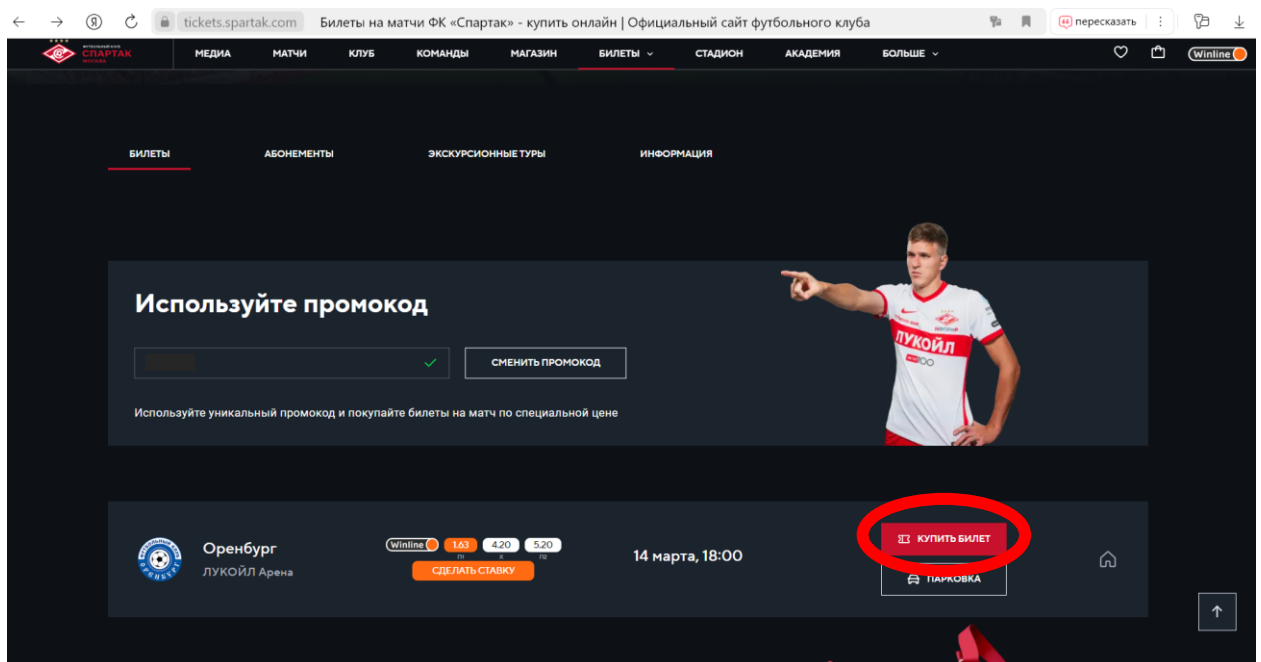 tickets.spartak.com Билеты на матчи ФК «Спартак» - купить онлайн | Официальный сайт футбольного клуба пересказать
ФУТБОЛЬНЫЙ КЛУБ
СПАРТАК
МОСКВА
МЕДИА МАТЧИ КЛУБ КОМАНДЫ МАГАЗИН БИЛЕТЫ СТАДИОН АКАДЕМИЯ БОЛЬШЕ Winline
БИЛЕТЫ АБОНЕМЕНТЫ ЭКСКУРСИОННЫЕ ТУРЫ ИНФОРМАЦИЯ
Используйте промокод
СМЕНИТЬ ПРОМОКОД
Используйте уникальный промокод и покупайте билеты на матч по специальной цене
ЛУКОЙЛ
Оренбург
ЛУКОЙЛ Арена
Winline 1.63 4.20 5.20
П1 X П2
СДЕЛАТЬ СТАВКУ
14 марта, 18:00
КУПИТЬ БИЛЕТ
ПАРКОВКА